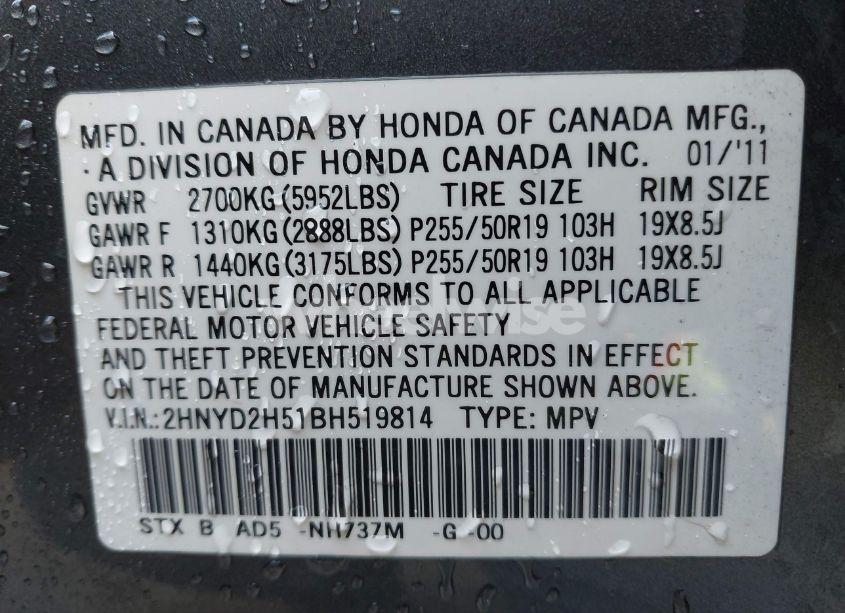 MFD. IN CANADA BY HONDA OF CANADA MFG.,
A DIVISION OF HONDA CANADA INC. 01/'11
GVWR 2700KG(5952LBS) TIRE SIZE RIM SIZE
GAWR F 1310KG(2888LBS) P255/50R19 103H 19X8.5J
GAWR R 1440KG(3175LBS) P255/50R19 103H 19X8.5J
THIS VEHICLE CONFORMS TO ALL APPLICABLE
FEDERAL MOTOR VEHICLE SAFETY
AND THEFT PREVENTION STANDARDS IN EFFECT
ON THE DATE OF MANUFACTURE SHOWN ABOVE.
V.I.N.:2HNYD2H51BH519814 TYPE: MPV
STX B AD5 -NH737M -G -00